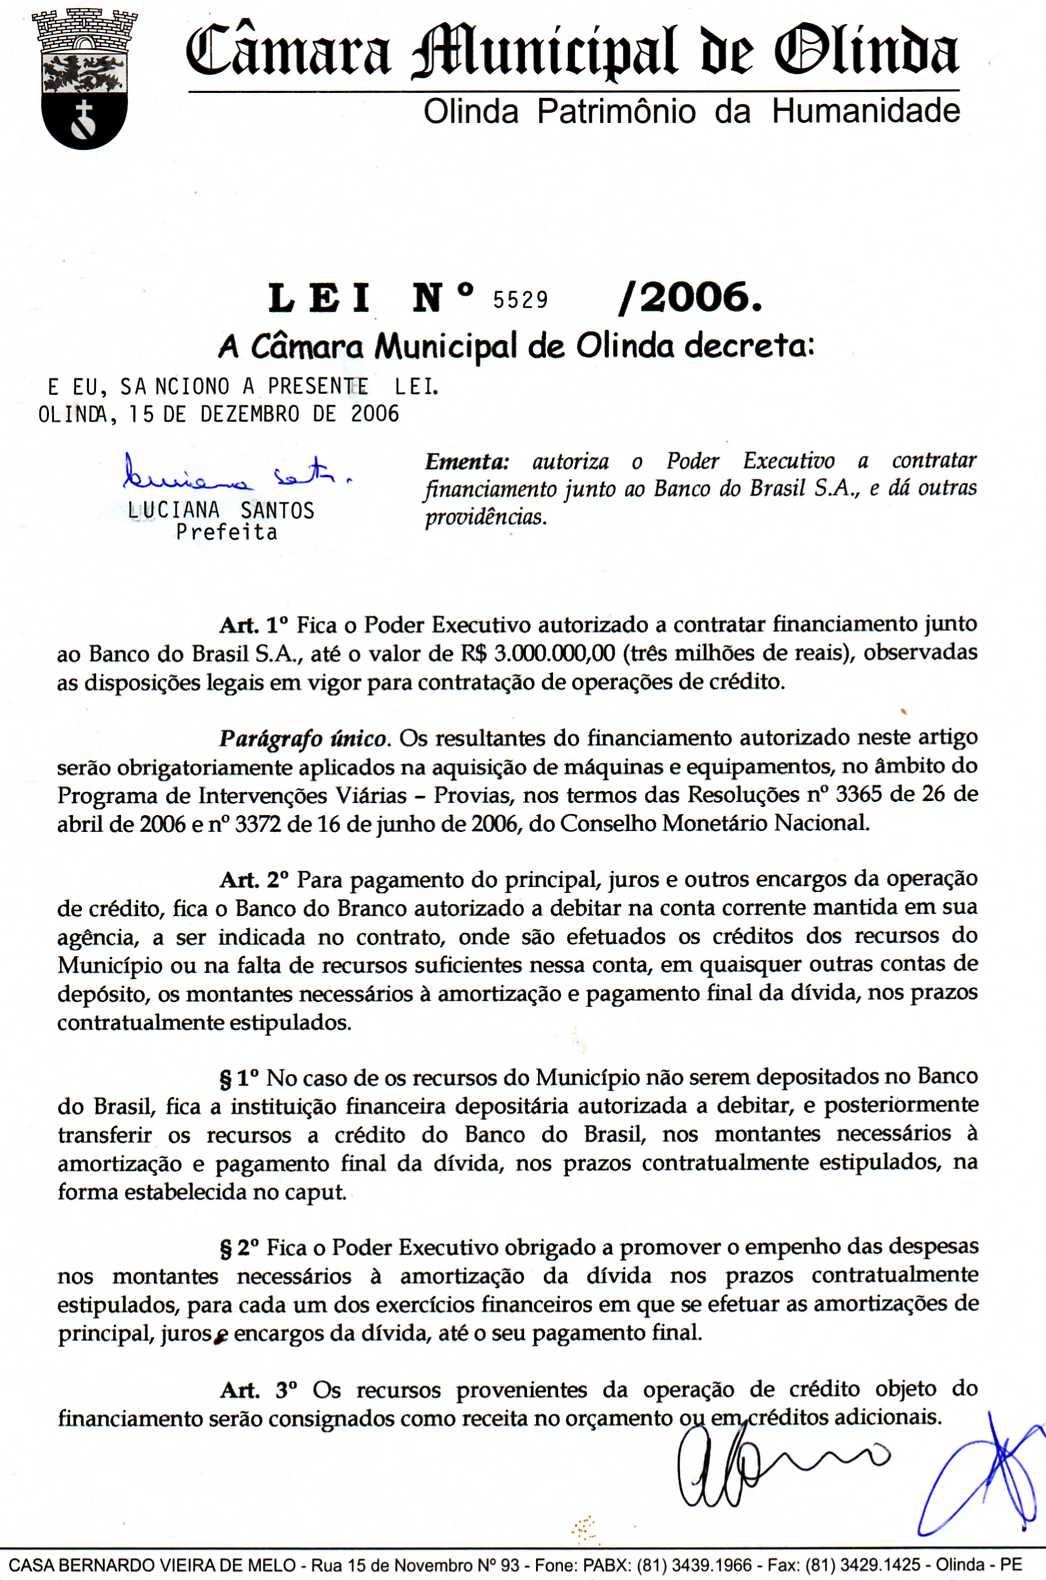 Câmara Municipal de Olinda
Olinda Patrimônio da Humanidade
LEI Nº 5529 /2006.
A Câmara Municipal de Olinda decreta:
E EU, SANCIONO A PRESENTE LEI.
OLINDA, 15 DE DEZEMBRO DE 2006
Luciana Santos
LUCIANA SANTOS
Prefeita
Ementa: autoriza o Poder Executivo a contratar
financiamento junto ao Banco do Brasil S.A., e dá outras
providências.
Art. 1º Fica o Poder Executivo autorizado a contratar financiamento junto
ao Banco do Brasil S.A., até o valor de R$ 3.000.000,00 (três milhões de reais), observadas
as disposições legais em vigor para contratação de operações de crédito.
Parágrafo único. Os resultantes do financiamento autorizado neste artigo
serão obrigatoriamente aplicados na aquisição de máquinas e equipamentos, no âmbito do
Programa de Intervenções Viárias – Provias, nos termos das Resoluções nº 3365 de 26 de
abril de 2006 e nº 3372 de 16 de junho de 2006, do Conselho Monetário Nacional.
Art. 2º Para pagamento do principal, juros e outros encargos da operação
de crédito, fica o Banco do Branco autorizado a debitar na conta corrente mantida em sua
agência, a ser indicada no contrato, onde são efetuados os créditos dos recursos do
Município ou na falta de recursos suficientes nessa conta, em quaisquer outras contas de
depósito, os montantes necessários à amortização e pagamento final da dívida, nos prazos
contratualmente estipulados.
§ 1º No caso de os recursos do Município não serem depositados no Banco
do Brasil, fica a instituição financeira depositária autorizada a debitar, e posteriormente
transferir os recursos a crédito do Banco do Brasil, nos montantes necessários à
amortização e pagamento final da dívida, nos prazos contratualmente estipulados, na
forma estabelecida no caput.
§ 2º Fica o Poder Executivo obrigado a promover o empenho das despesas
nos montantes necessários à amortização da dívida nos prazos contratualmente
estipulados, para cada um dos exercícios financeiros em que se efetuar as amortizações de
principal, juros e encargos da dívida, até o seu pagamento final.
Art. 3º Os recursos provenientes da operação de crédito objeto do
financiamento serão consignados como receita no orçamento ou em créditos adicionais.
CASA BERNARDO VIEIRA DE MELO - Rua 15 de Novembro Nº 93 - Fone: PABX: (81) 3439.1966 - Fax: (81) 3429.1425 - Olinda - PE